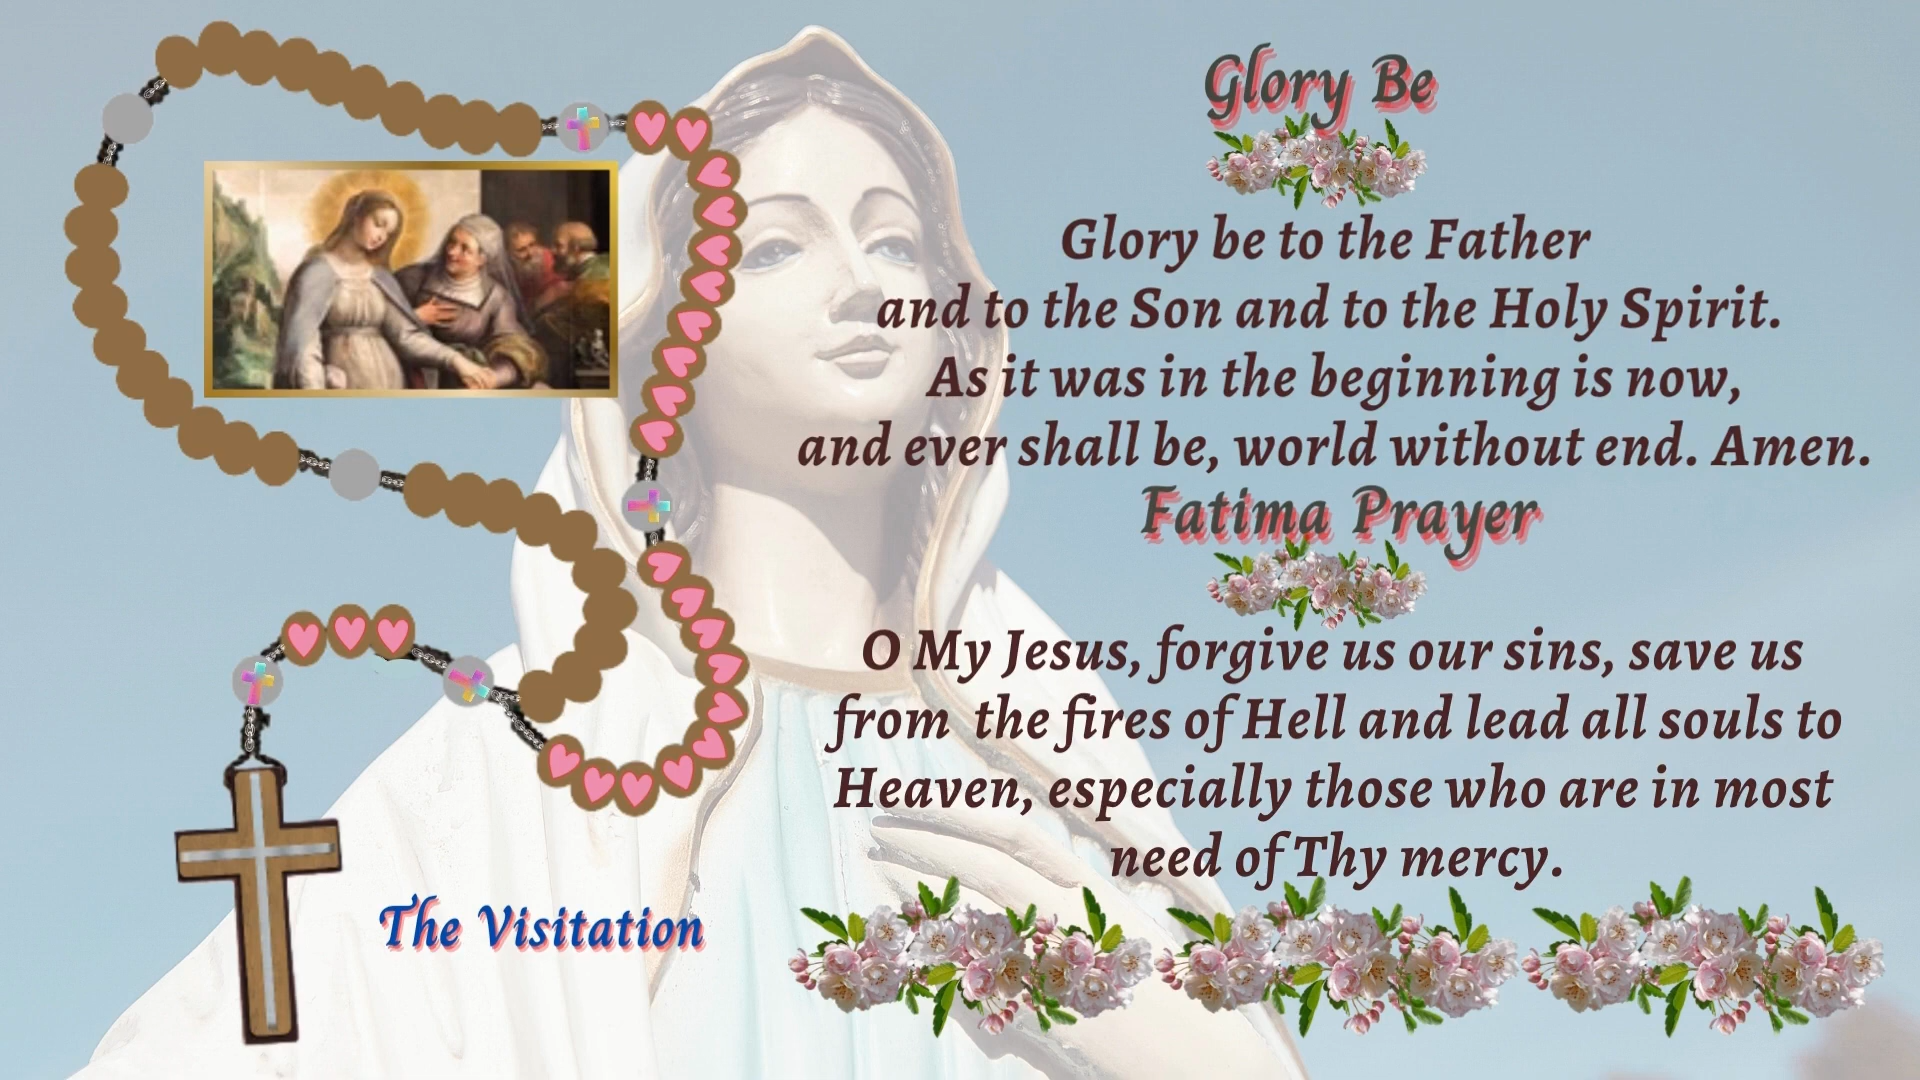 Glory Be
Glory be to the Father
and to the Son and to the Holy Spirit.
As it was in the beginning is now,
and ever shall be, world without end. Amen.
Fatima Prayer
O My Jesus, forgive us our sins, save us
from the fires of Hell and lead all souls to
Heaven, especially those who are in most
need of Thy mercy.
The Visitation